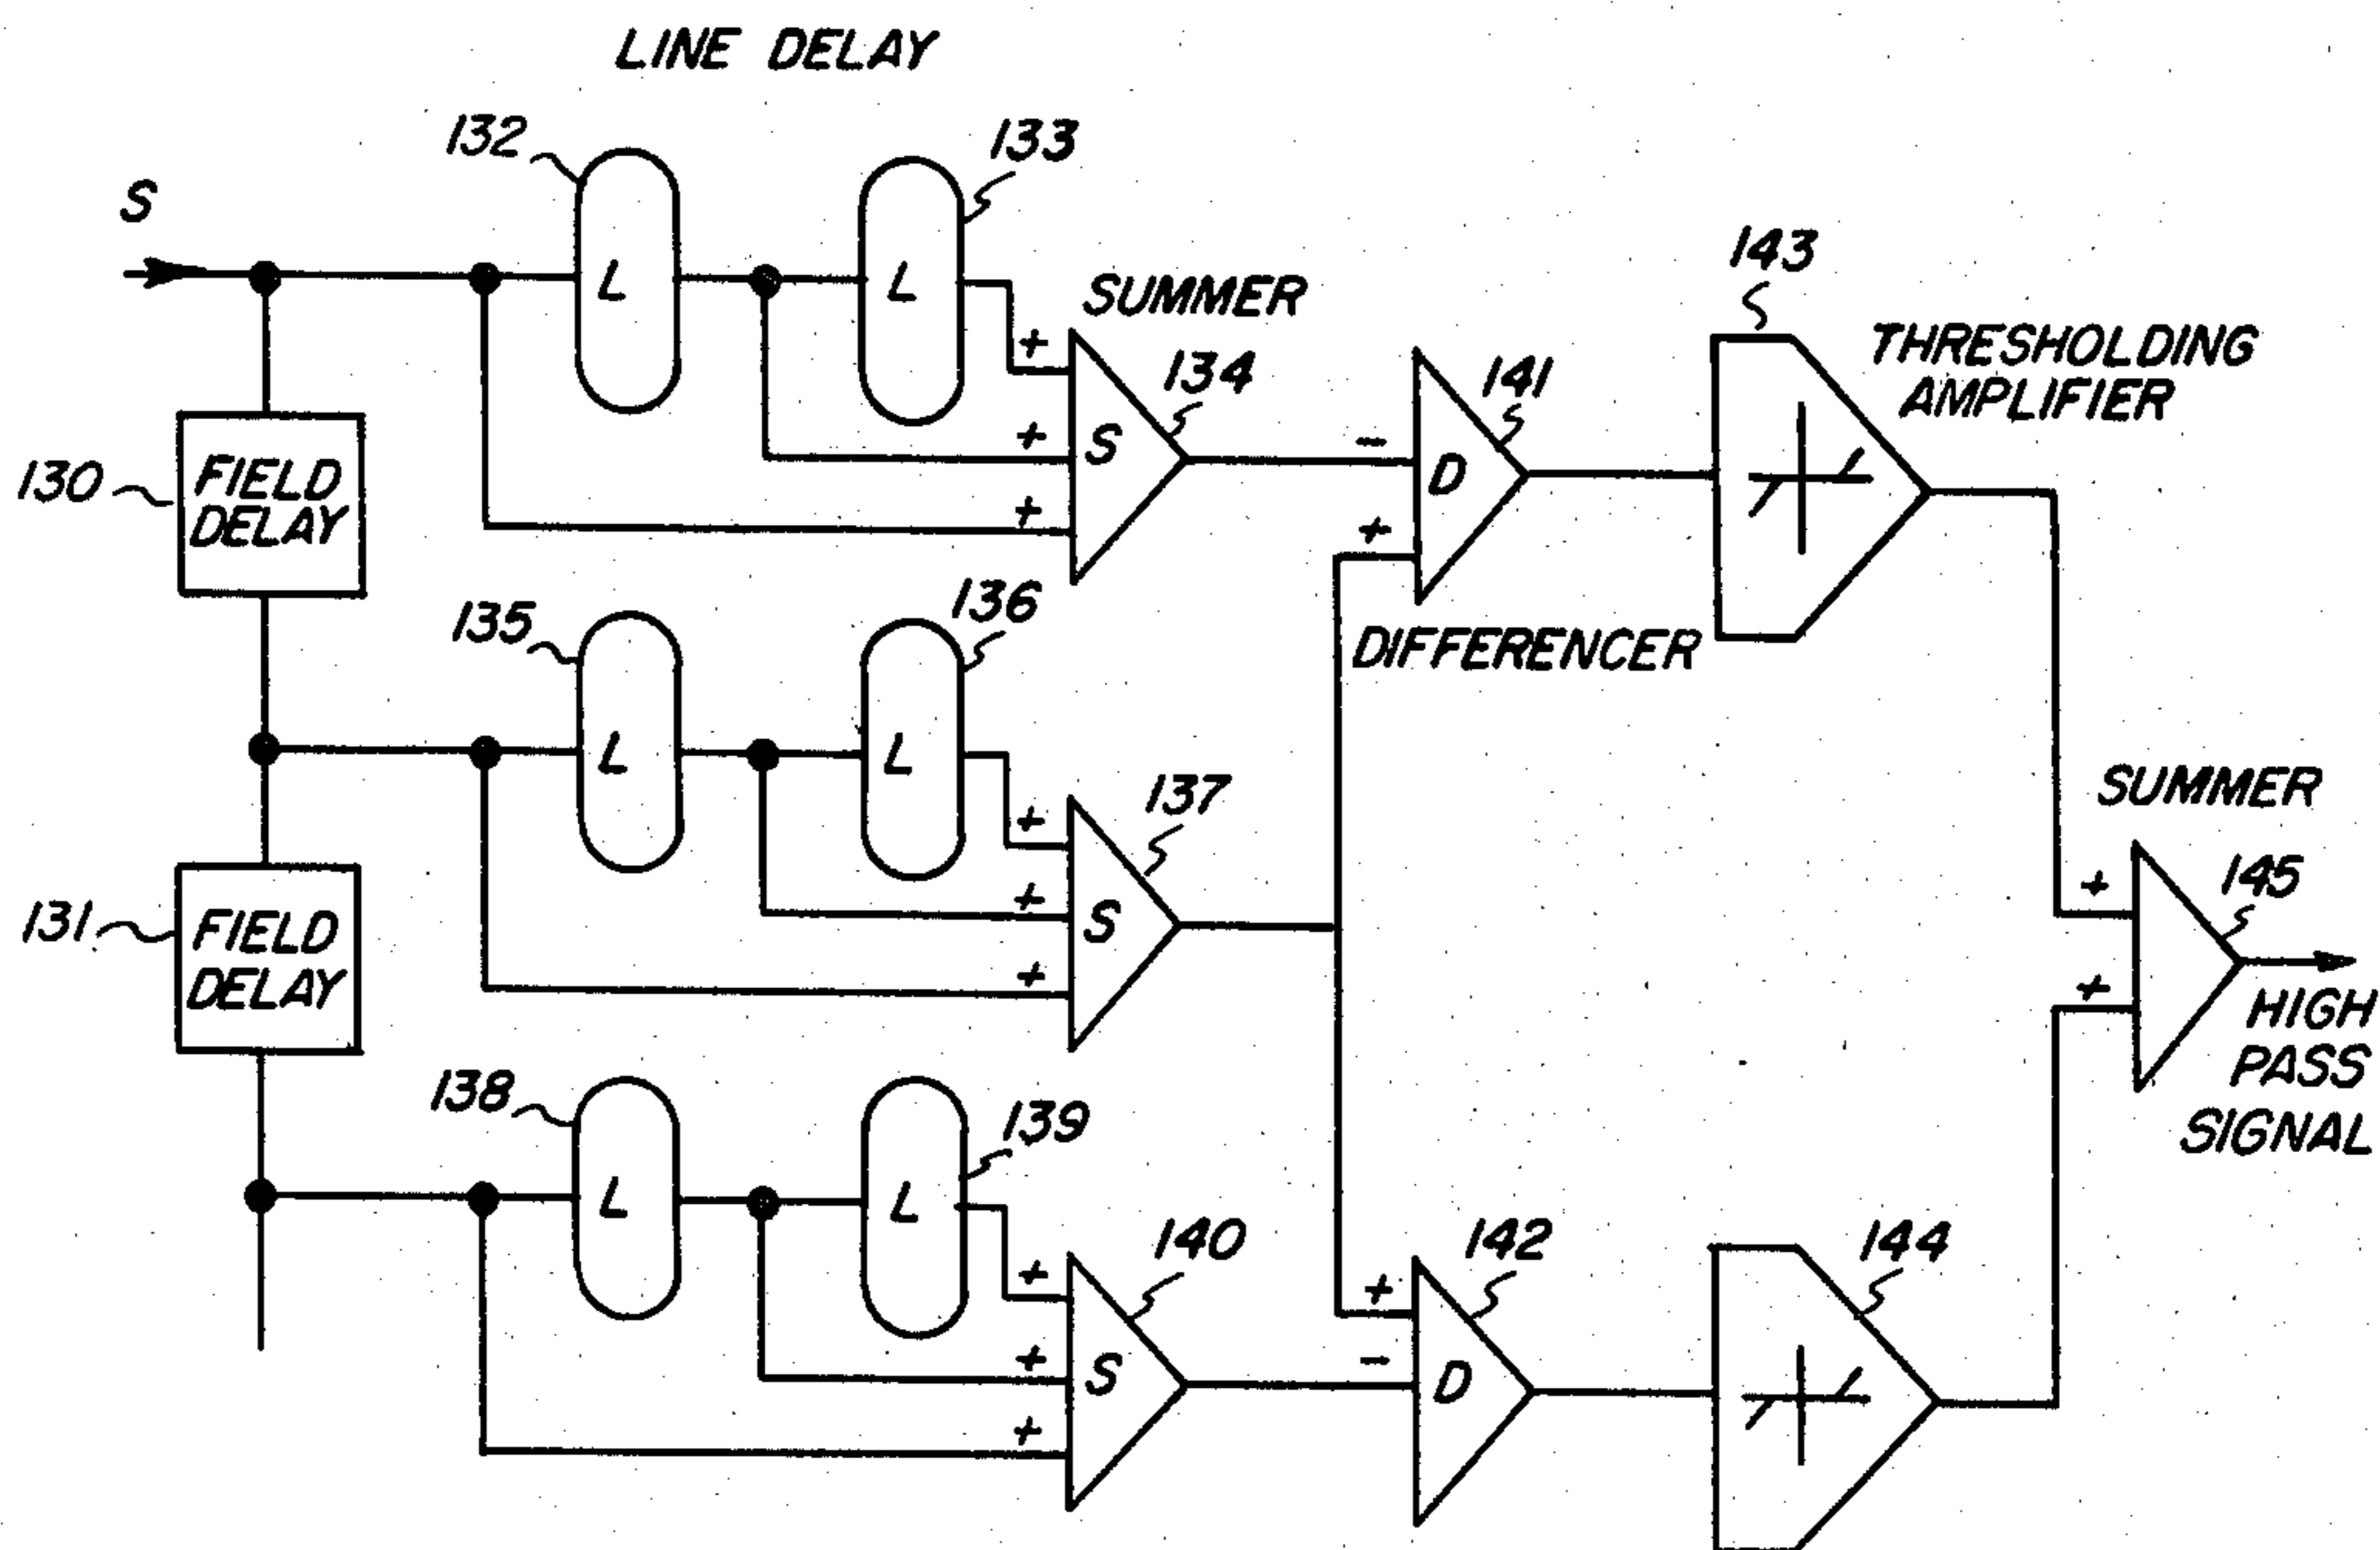 LINE DELAY
132
133
S
143
L
L
SUMMER
THRESHOLDING
AMPLIFIER
+
134
141
+
S
-
D
130
FIELD
DELAY
+
+
135
136
DIFFERENCER
L
L
137
SUMMER
+
+
S
145
131
FIELD
DELAY
+
+
+
HIGH
PASS
SIGNAL
138
139
L
L
140
142
144
+
+
+
S
-
D
+